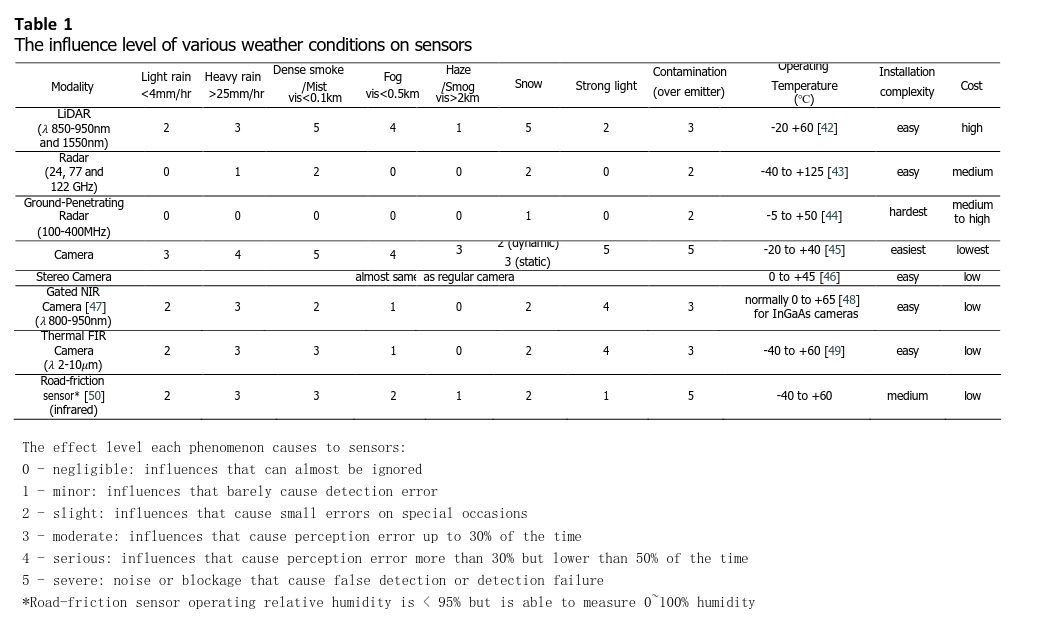 Table 1
The influence level of various weather conditions on sensors
Modality Light rain <4mm/hr Heavy rain >25mm/hr Dense smoke /Mist vis<0.1km Fog vis<0.5km Haze /Smog vis>2km Snow Strong light Contamination (over emitter) Operating Temperature (°C) Installation complexity Cost
LiDAR (λ 850-950nm and 1550nm) 2 3 5 4 1 5 2 3 -20 +60 [42] easy high
Radar (24, 77 and 122 GHz) 0 1 2 0 0 2 0 2 -40 to +125 [43] easy medium
Ground-Penetrating Radar (100-400MHz) 0 0 0 0 0 1 0 2 -5 to +50 [44] hardest medium to high
Camera 3 4 5 4 3 2 (dynamic) 3 (static) 5 5 -20 to +40 [45] easiest lowest
Stereo Camera almost same as regular camera 0 to +45 [46] easy low
Gated NIR Camera [47] (λ 800-950nm) 2 3 2 1 0 2 4 3 normally 0 to +65 [48] for InGaAs cameras easy low
Thermal FIR Camera (λ 2-10μm) 2 3 3 1 0 2 4 3 -40 to +60 [49] easy low
Road-friction sensor* [50] (infrared) 2 3 3 2 1 2 1 5 -40 to +60 medium low
The effect level each phenomenon causes to sensors:
0 - negligible: influences that can almost be ignored
1 - minor: influences that barely cause detection error
2 - slight: influences that cause small errors on special occasions
3 - moderate: influences that cause perception error up to 30% of the time
4 - serious: influences that cause perception error more than 30% but lower than 50% of the time
5 - severe: noise or blockage that cause false detection or detection failure
*Road-friction sensor operating relative humidity is < 95% but is able to measure 0~100% humidity